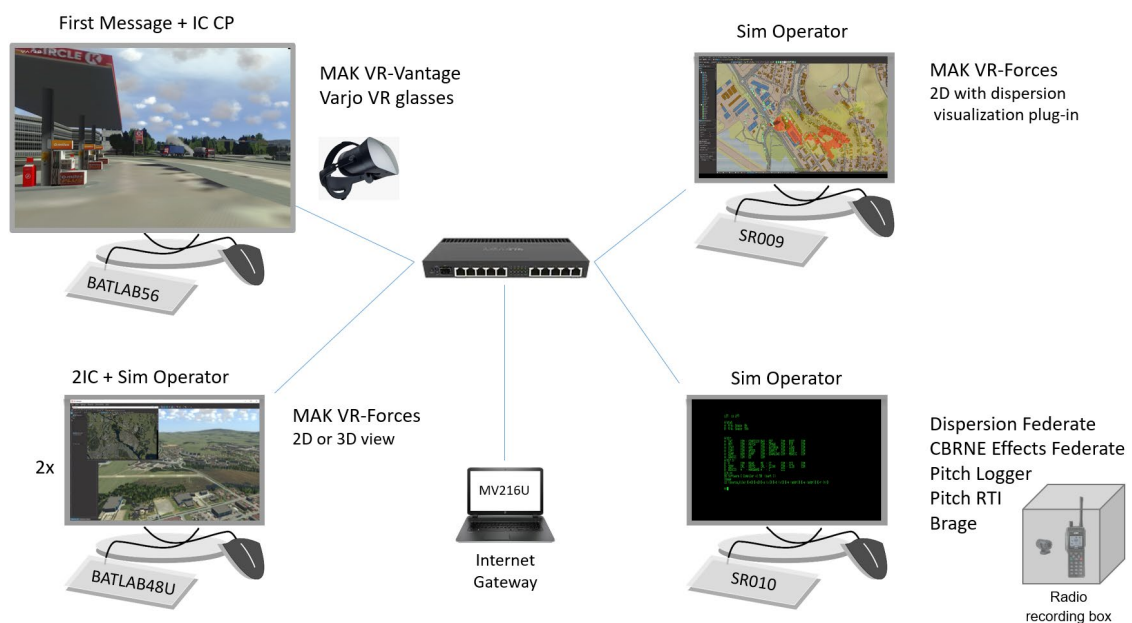 First Message + IC CP
CIRCLE K
MAK VR-Vantage
Varjo VR glasses
BATLAB56
Sim Operator
MAK VR-Forces
2D with dispersion
visualization plug-in
SR009
2IC + Sim Operator
2x
MAK VR-Forces
2D or 3D view
BATLAB48U
MV216U
Internet
Gateway
Sim Operator
SR010
Dispersion Federate
CBRNE Effects Federate
Pitch Logger
Pitch RTI
Brage
Radio
recording box